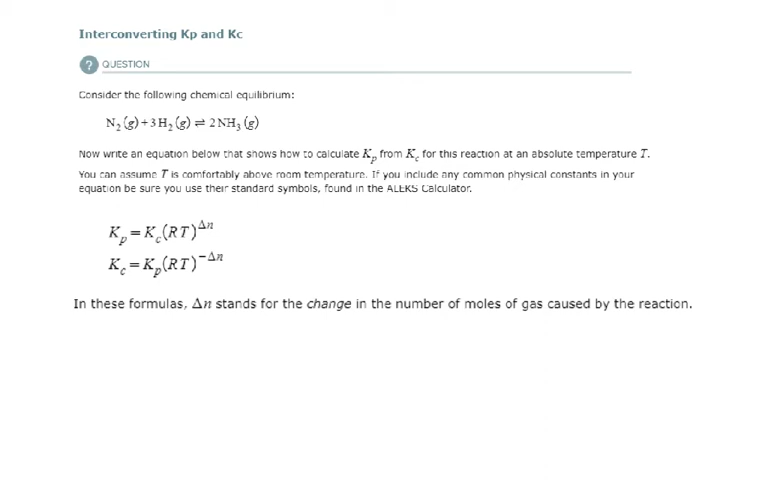 Interconverting Kp and Kc
? QUESTION
Consider the following chemical equilibrium:
N₂(g)+3H₂(g) ⇌ 2NH₃(g)
Now write an equation below that shows how to calculate Kₚ from K꜀ for this reaction at an absolute temperature T.
You can assume T is comfortably above room temperature. If you include any common physical constants in your
equation be sure you use their standard symbols, found in the ALEKS Calculator.
Kₚ=K꜀(RT)^Δn
K꜀=Kₚ(RT)^−Δn
In these formulas, Δn stands for the change in the number of moles of gas caused by the reaction.